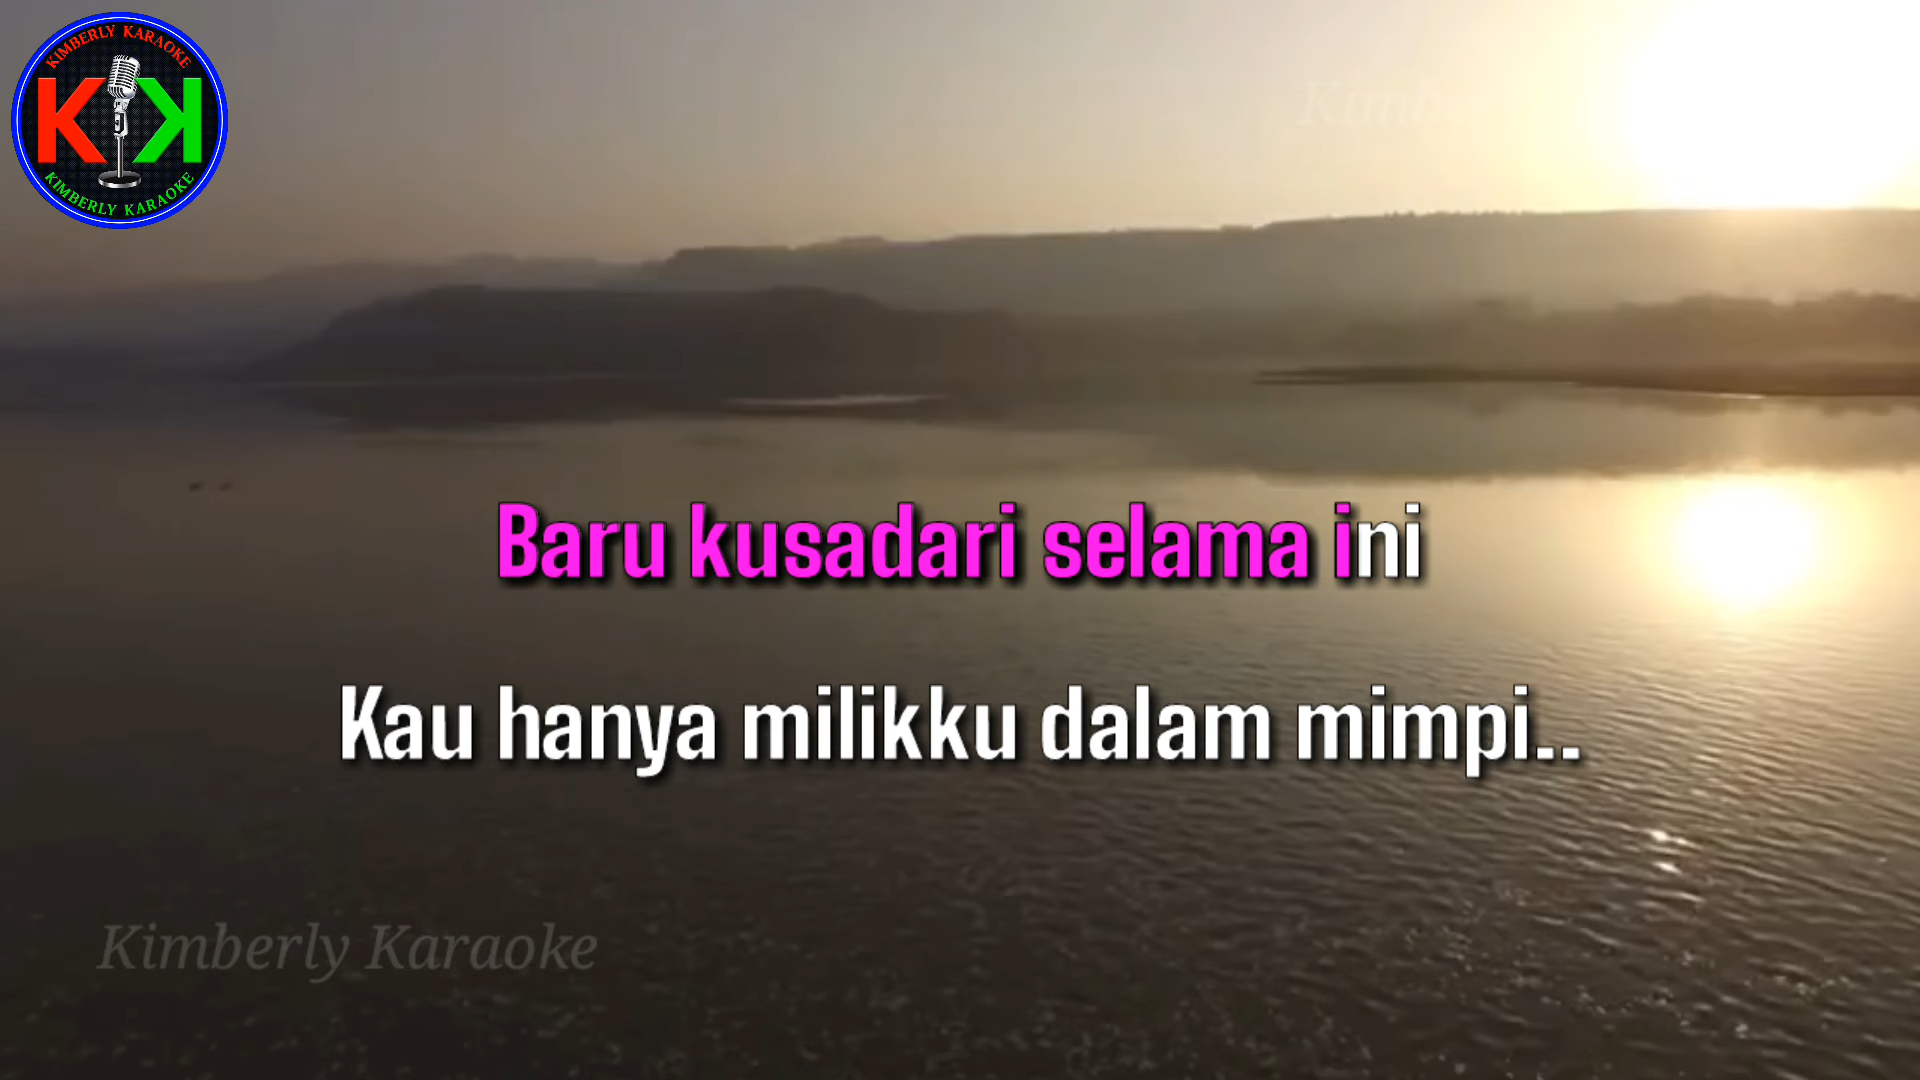 KIMBERLY KARAOKE
KK
KIMBERLY KARAOKE
Baru kusadari selama ini
Kau hanya milikku dalam mimpi..
Kimberly Karaoke